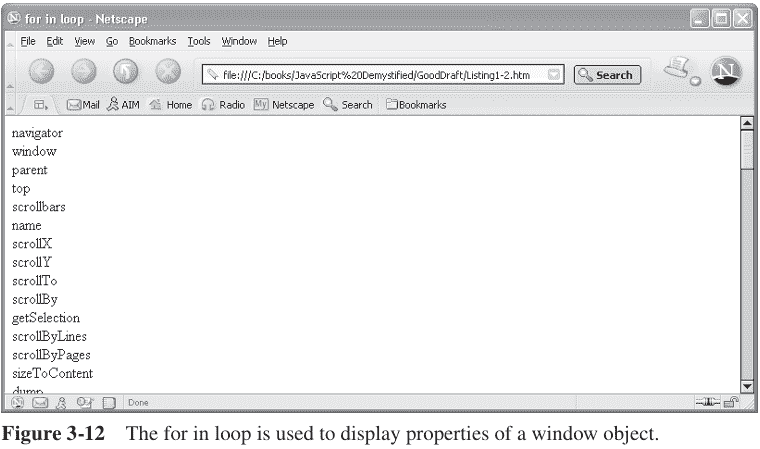 for in loop - Netscape
File Edit View Go Bookmarks Tools Window Help
file:///C:/books/JavaScript%20Demystified/GoodDraft/Listing1-2.htm Search N
Mail AIM Home Radio My Netscape Search Bookmarks
navigator
window
parent
top
scrollbars
name
scrollX
scrollY
scrollTo
scrollBy
getSelection
scrollByLines
scrollByPages
sizeToContent
dump
Done
Figure 3-12 The for in loop is used to display properties of a window object.